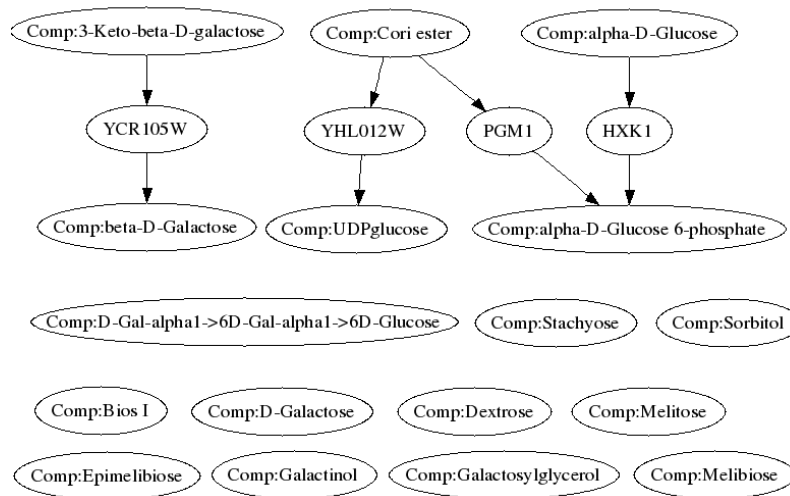 Comp:3-Keto-beta-D-galactose
Comp:Cori ester
Comp:alpha-D-Glucose
YCR105W
YHL012W
PGM1
HXK1
Comp:beta-D-Galactose
Comp:UDPglucose
Comp:alpha-D-Glucose 6-phosphate
Comp:D-Gal-alpha1->6D-Gal-alpha1->6D-Glucose
Comp:Stachyose
Comp:Sorbitol
Comp:Bios I
Comp:D-Galactose
Comp:Dextrose
Comp:Melitose
Comp:Epimelibiose
Comp:Galactinol
Comp:Galactosylglycerol
Comp:Melibiose